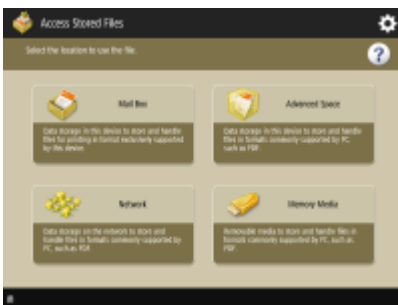 Access Stored Files
Select the location to use the file.
Mail Box
Data storage in this device to store and handle
files for printing in format exclusively supported
by this device.
Advanced Space
Data storage in this device to store and handle
files in formats commonly supported by PC,
such as PDF.
Network
Data storage on the network to store and
handle files in formats commonly supported by
PC, such as PDF.
Memory Media
Removable media to store and handle files in
formats commonly supported by PC, such as
PDF.